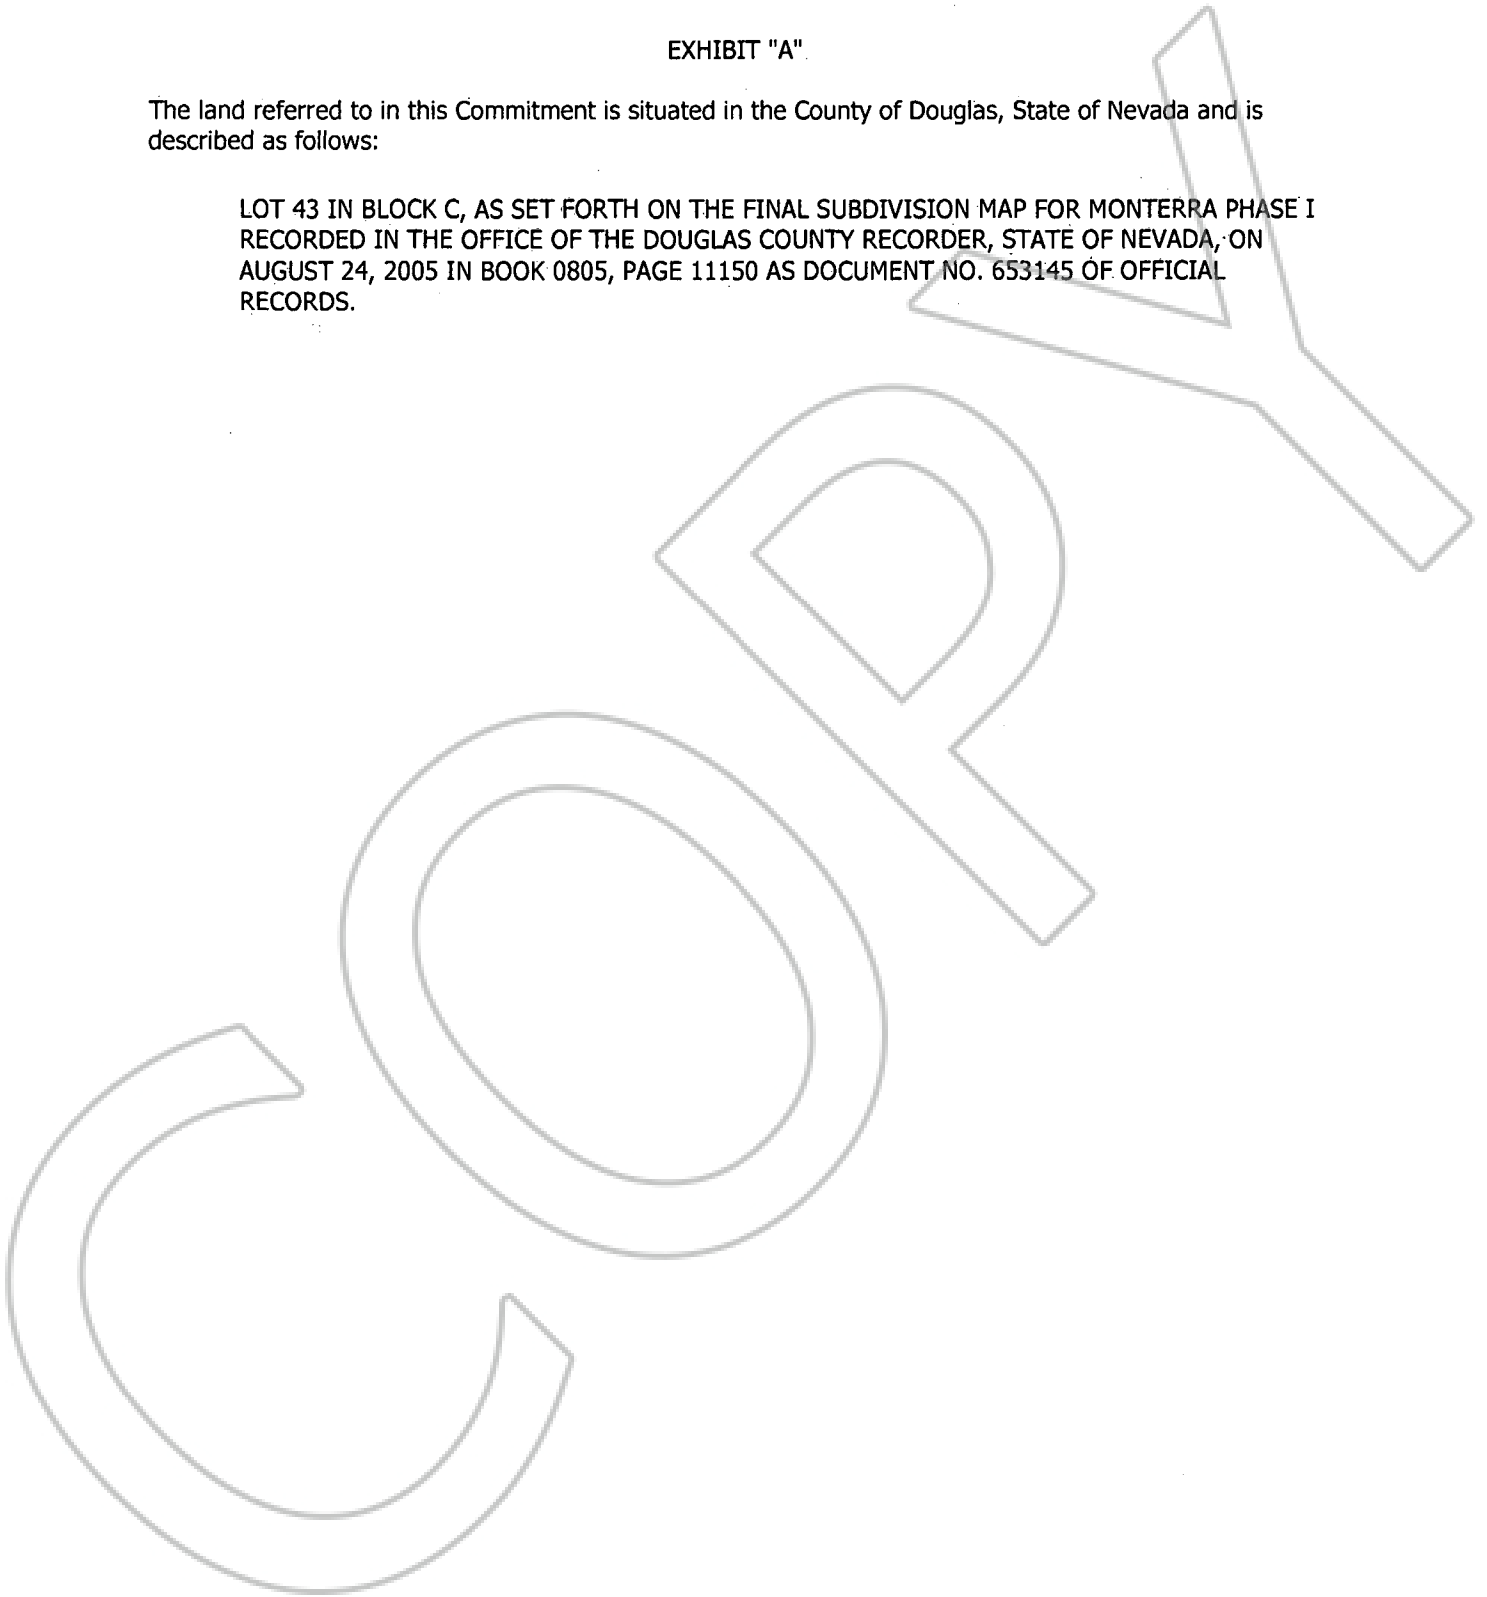 EXHIBIT "A"
The land referred to in this Commitment is situated in the County of Douglas, State of Nevada and is
described as follows:
LOT 43 IN BLOCK C, AS SET FORTH ON THE FINAL SUBDIVISION MAP FOR MONTERRA PHASE I
RECORDED IN THE OFFICE OF THE DOUGLAS COUNTY RECORDER, STATE OF NEVADA, ON
AUGUST 24, 2005 IN BOOK 0805, PAGE 11150 AS DOCUMENT NO. 653145 OF OFFICIAL
RECORDS.
COPY